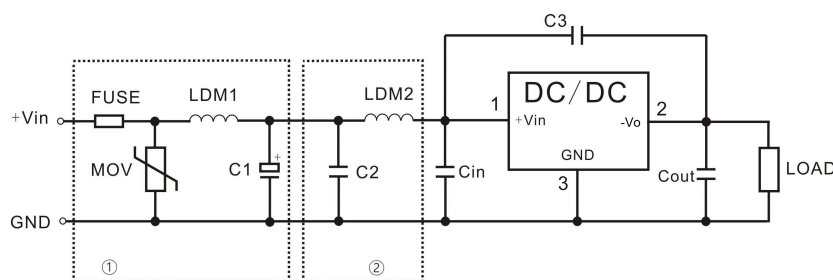 C3
FUSE
LDM1
LDM2
1
DC/DC
2
+Vin
+Vin
-Vo
MOV
C1
+
C2
Cin
GND
3
Cout
LOAD
GND
①
②